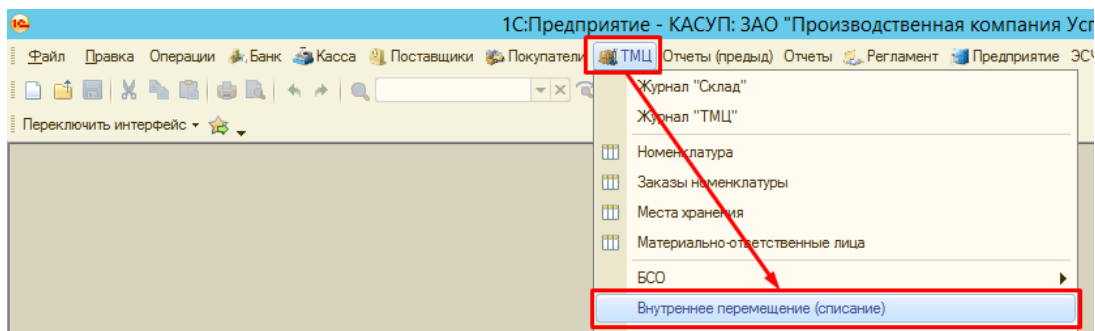 1С:Предприятие - КАСУП: ЗАО "Производственная компания Усп
Файл Правка Операции Банк Касса Поставщики Покупатели ТМЦ Отчеты (предыд) Отчеты Регламент Предприятие ЭСЧ
Журнал "Склад"
Журнал "ТМЦ"
Переключить интерфейс
Номенклатура
Заказы номенклатуры
Места хранения
Материально-ответственные лица
БСО
Внутреннее перемещение (списание)